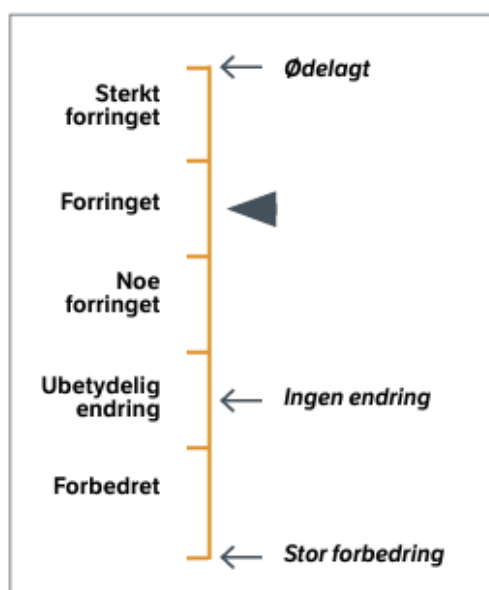 Ødelagt
Sterkt
forringet
Forringet
Noe
forringet
Ubetydelig
endring
Ingen endring
Forbedret
Stor forbedring